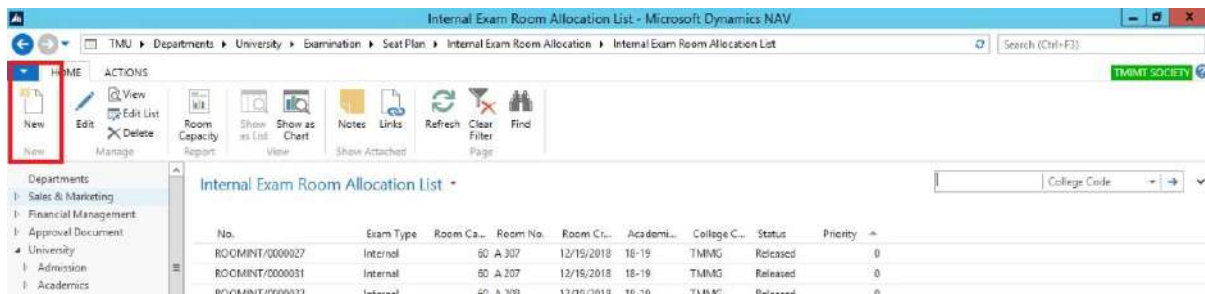 Internal Exam Room Allocation List - Microsoft Dynamics NAV
TMU ▸ Departments ▸ University ▸ Examination ▸ Seat Plan ▸ Internal Exam Room Allocation ▸ Internal Exam Room Allocation List
Search (Ctrl+F3)
HOME ACTIONS
TMIMT SOCIETY
New
Edit
View
Edit List
Delete
Room Capacity
Show as List
Show as Chart
Notes
Links
Refresh
Clear Filter
Find
New Manage Report View Show Attached Page
Departments
Sales & Marketing
Financial Management
Approval Document
University
Admission
Academics
Internal Exam Room Allocation List
College Code
No. Exam Type Room Ca... Room No. Room Cr... Academi... College C... Status Priority
ROOMINT/0000027 Internal 60 A 307 12/19/2018 18-19 TMMG Released 0
ROOMINT/0000031 Internal 60 A 207 12/19/2018 18-19 TMMG Released 0